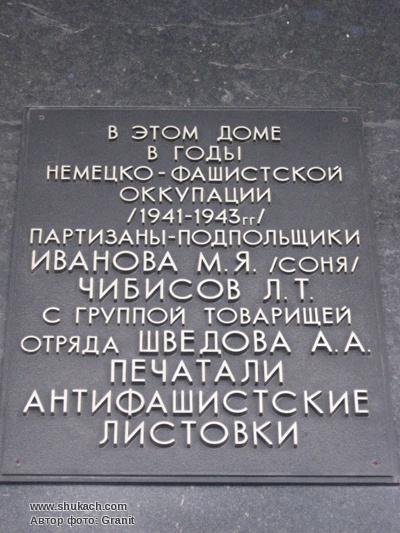 В ЭТОМ ДОМЕ
В ГОДЫ
НЕМЕЦКО-ФАШИСТСКОЙ
ОККУПАЦИИ
/1941-1943гг/
ПАРТИЗАНЫ-ПОДПОЛЬЩИКИ
ИВАНОВА М.Я. /СОНЯ/
ЧИБИСОВ Л.Т.
С ГРУППОЙ ТОВАРИЩЕЙ
ОТРЯДА ШВЕДОВА А.А.
ПЕЧАТАЛИ
АНТИФАШИСТСКИЕ
ЛИСТОВКИ
www.shukach.com
Автор фото: Granit